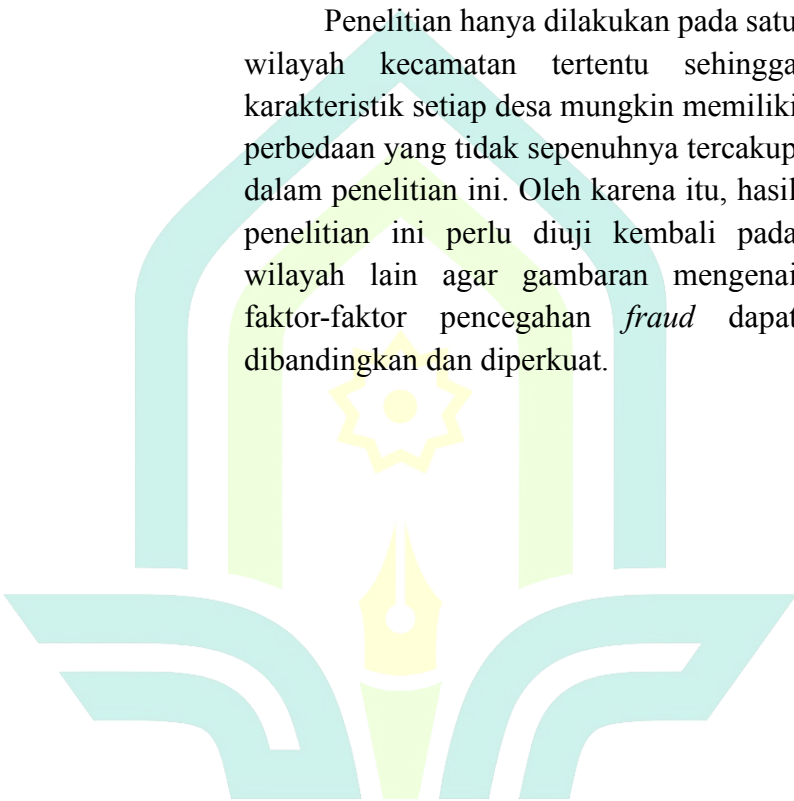 Penelitian hanya dilakukan pada satu
wilayah kecamatan tertentu sehingga
karakteristik setiap desa mungkin memiliki
perbedaan yang tidak sepenuhnya tercakup
dalam penelitian ini. Oleh karena itu, hasil
penelitian ini perlu diuji kembali pada
wilayah lain agar gambaran mengenai
faktor-faktor pencegahan fraud dapat
dibandingkan dan diperkuat.